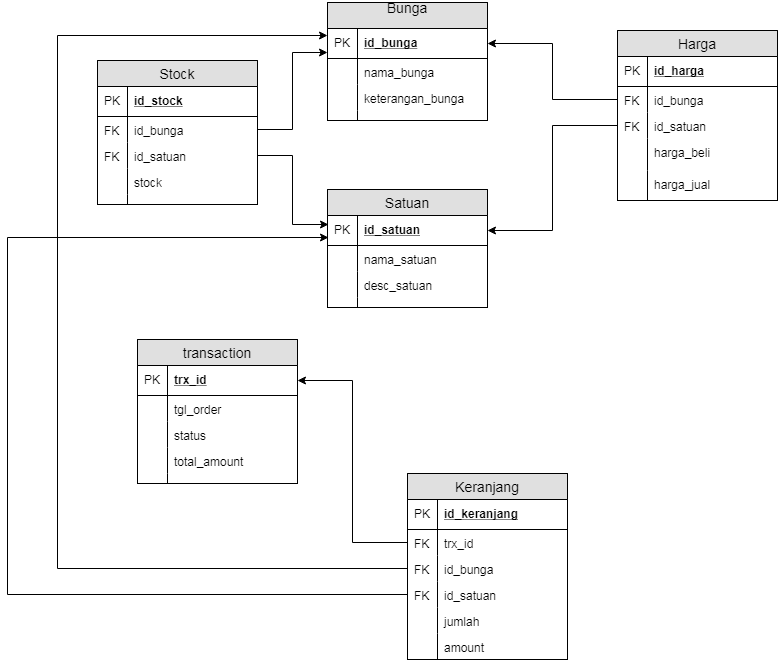 Bunga
PK id_bunga
nama_bunga
keterangan_bunga
Harga
PK id_harga
FK id_bunga
FK id_satuan
harga_beli
harga_jual
Stock
PK id_stock
FK id_bunga
FK id_satuan
stock
Satuan
PK id_satuan
nama_satuan
desc_satuan
transaction
PK trx_id
tgl_order
status
total_amount
Keranjang
PK id_keranjang
FK trx_id
FK id_bunga
FK id_satuan
jumlah
amount